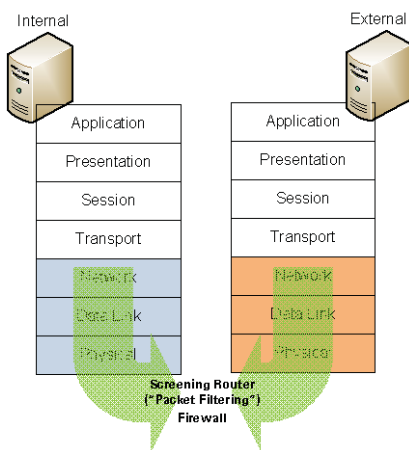 Internal
External
Application
Presentation
Session
Transport
Network
Data Link
Physical
Application
Presentation
Session
Transport
Network
Data Link
Physical
Screening Router
("Packet Filtering")
Firewall